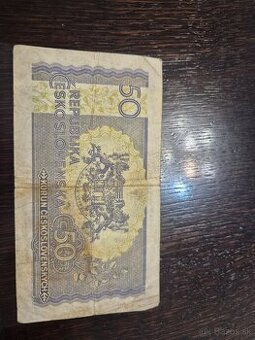 50
REPUBLIKA
ČESKOSLOVENSKÁ
50
KORUN ČESKOSLOVENSKÝCH